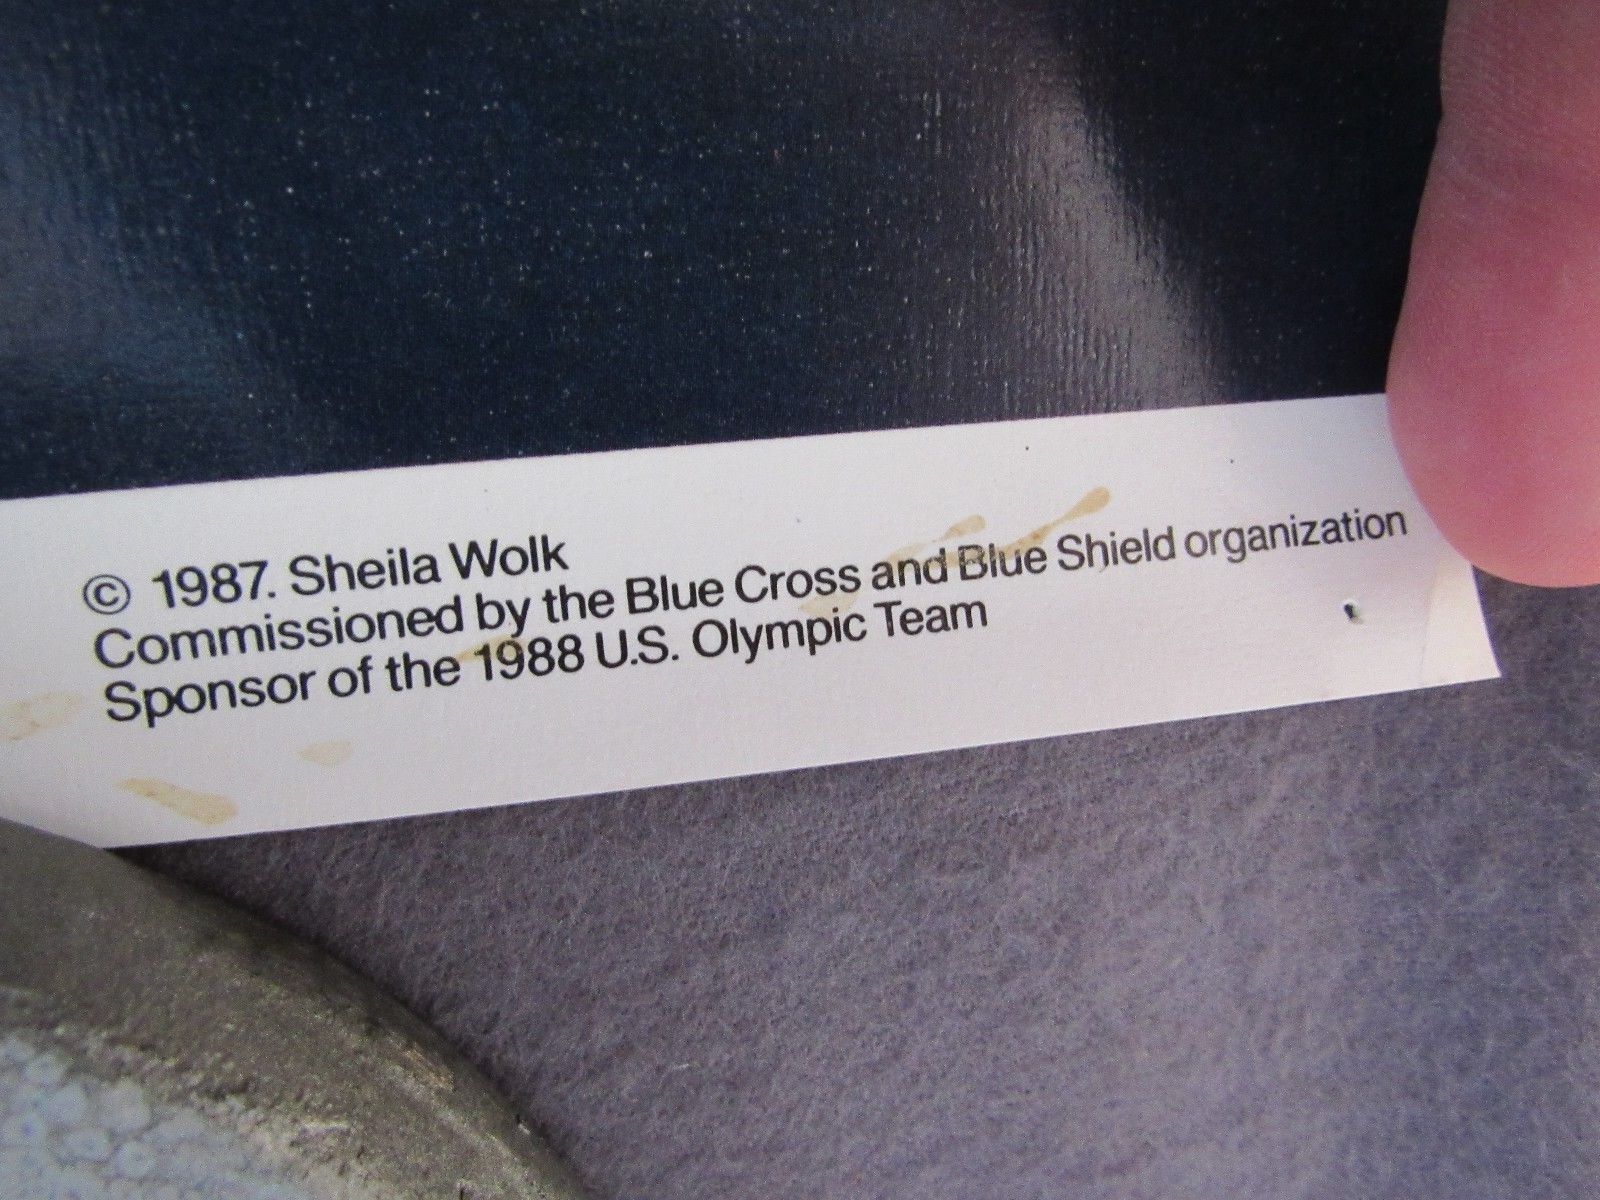 © 1987. Sheila Wolk
Commissioned by the Blue Cross and Blue Shield organization
Sponsor of the 1988 U.S. Olympic Team